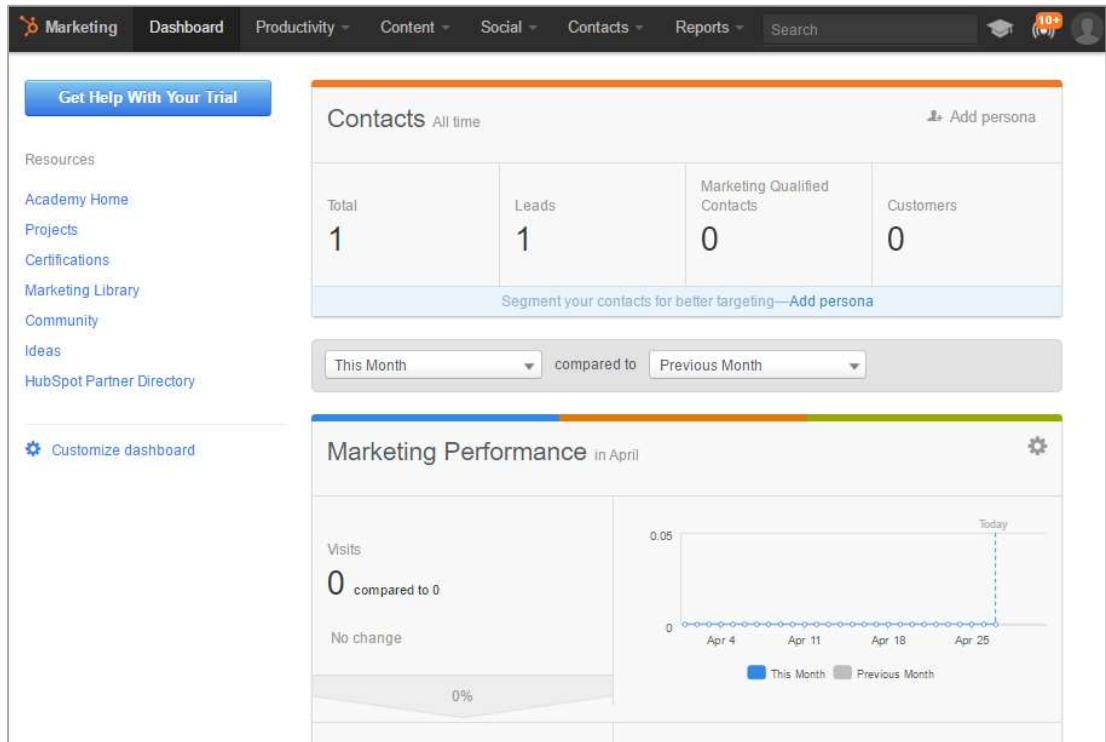 Marketing Dashboard Productivity Content Social Contacts Reports Search 10+
Get Help With Your Trial
Resources
Academy Home
Projects
Certifications
Marketing Library
Community
Ideas
HubSpot Partner Directory
Customize dashboard
Contacts All time
Add persona
Total
1
Leads
1
Marketing Qualified
Contacts
0
Customers
0
Segment your contacts for better targeting—Add persona
This Month compared to Previous Month
Marketing Performance in April
Visits
0 compared to 0
No change
0%
Today
0.05
0
Apr 4 Apr 11 Apr 18 Apr 25
This Month Previous Month